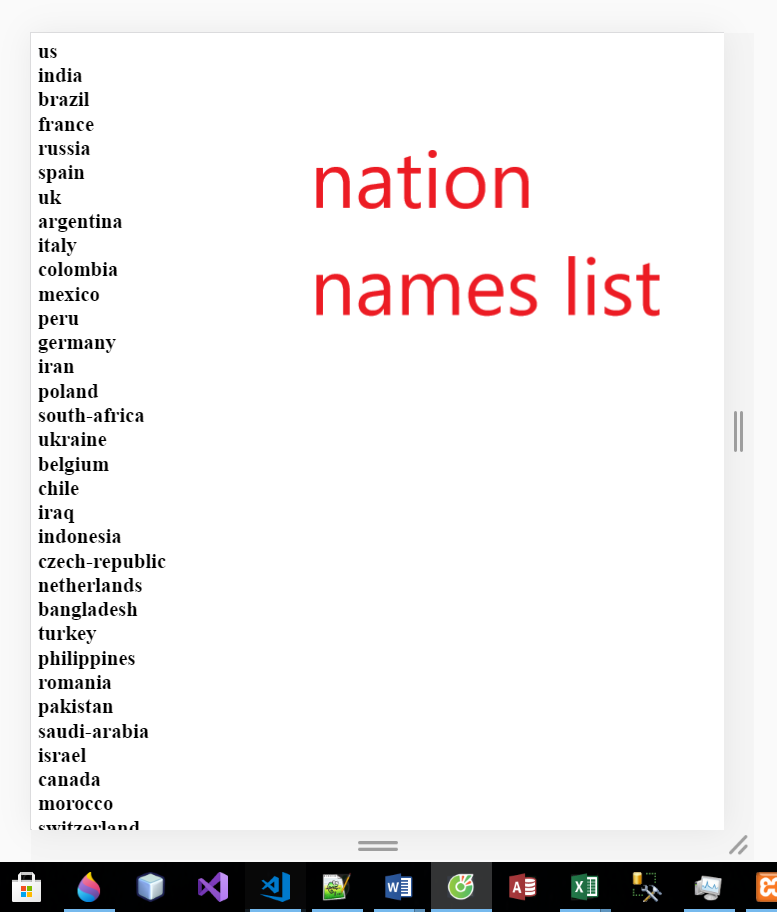 us
india
brazil
france
russia
spain
uk
argentina
italy
colombia
mexico
peru
germany
iran
poland
south-africa
ukraine
belgium
chile
iraq
indonesia
czech-republic
netherlands
bangladesh
turkey
philippines
romania
pakistan
saudi-arabia
israel
canada
morocco
switzerland
nation
names list